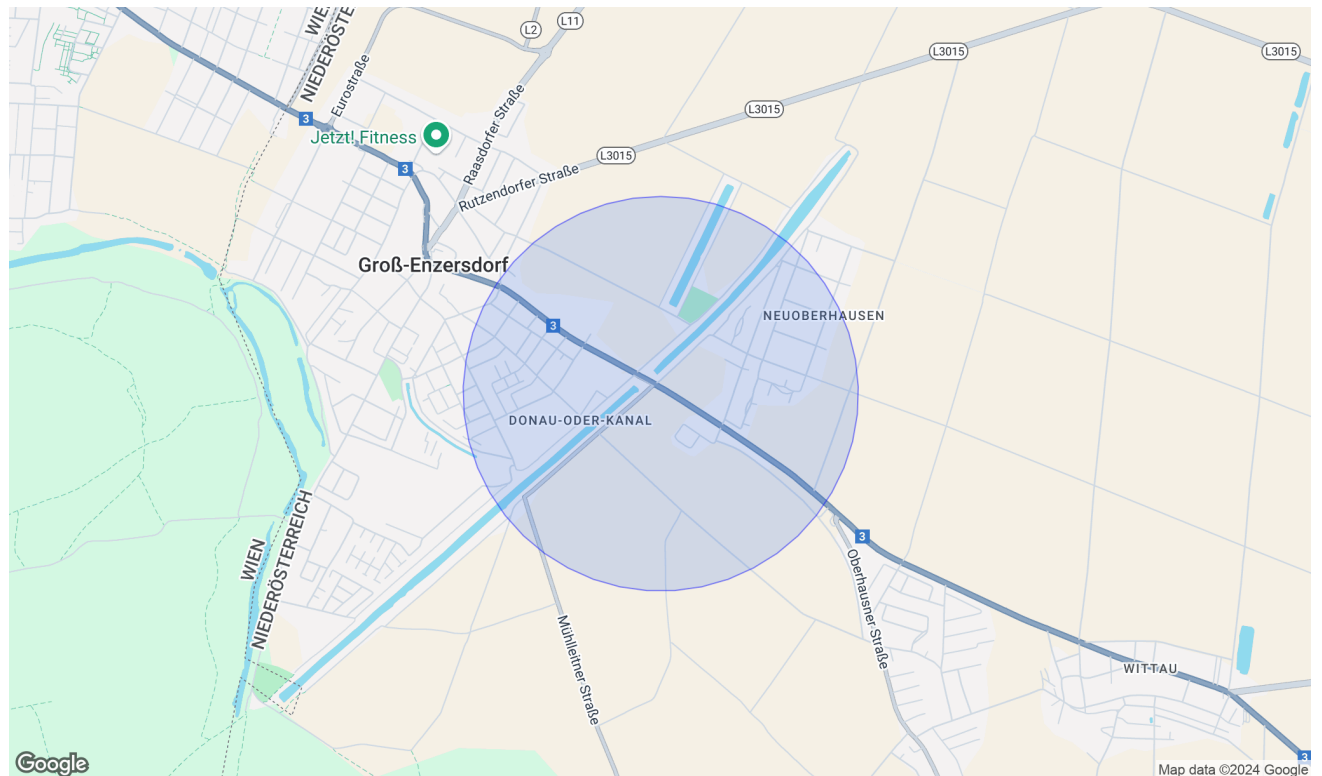 WIEN
NIEDERÖSTE
L2
L11
L3015
L3015
Eurostraße
3
Jetzt! Fitness
Raasdorfer Straße
L3015
3
L3015
Rutzendorfer Straße
Groß-Enzersdorf
3
NEUOBERHAUSEN
DONAU-ODER-KANAL
WIEN
NIEDERÖSTERREICH
3
Oberhausner Straße
Mühlleitner Straße
WITTAU
3
Google
Map data ©2024 Google